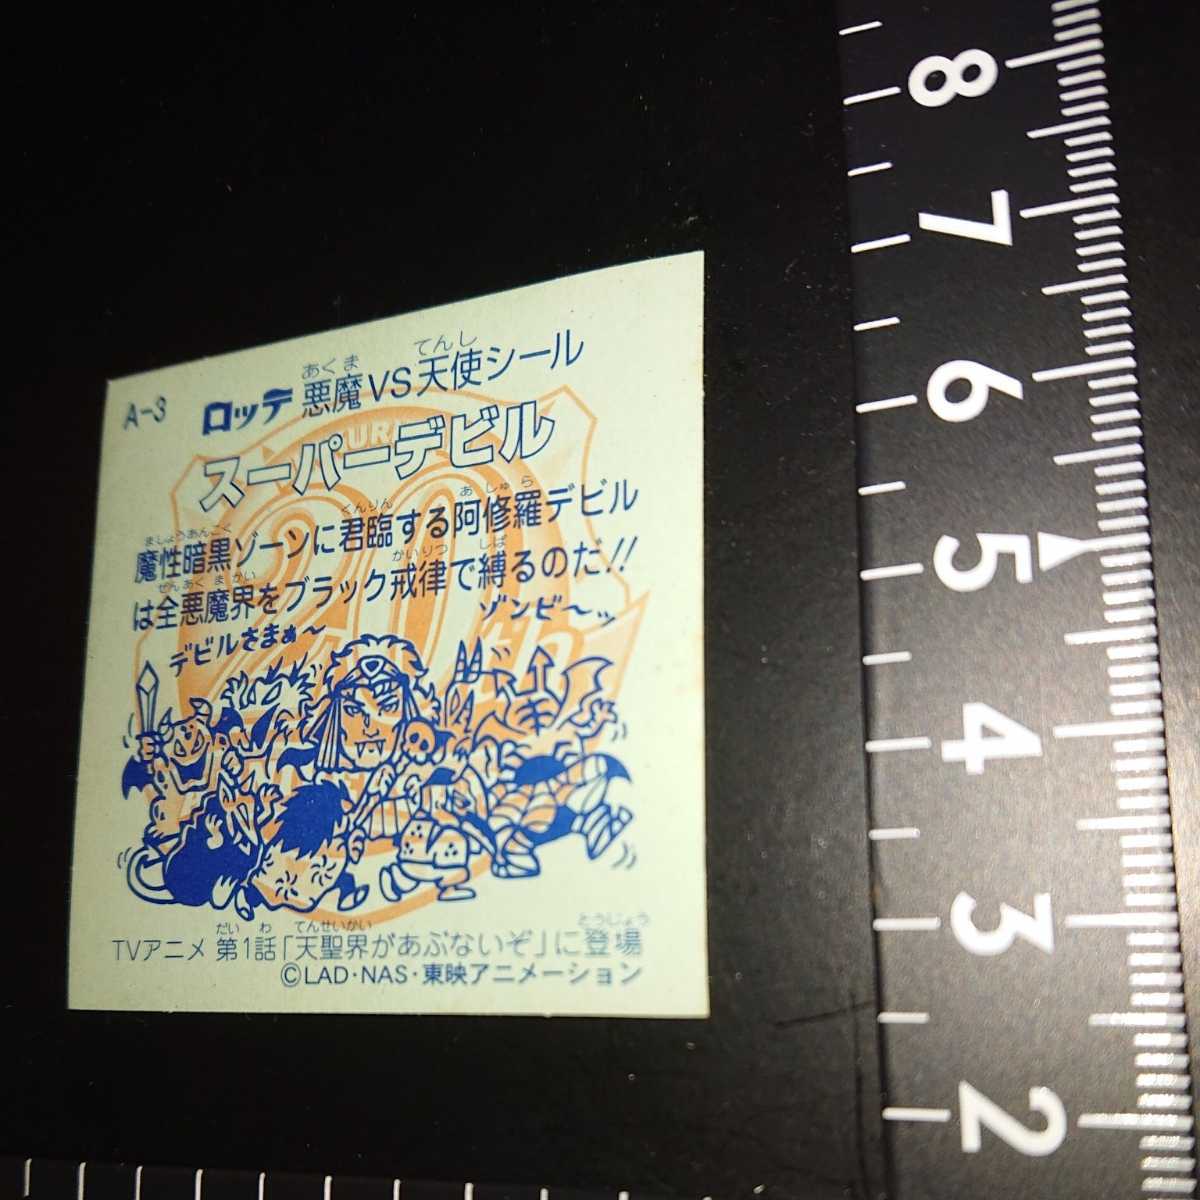 A-3
ロッテ 悪魔VS天使シール
あくま てんし
スーパーデビル
魔性暗黒ゾーンに君臨する阿修羅デビル
ましょうあんこく くんりん あしゅら
は全悪魔界をブラック戒律で縛るのだ!!
ぜんあくまかい かいりつ しば
デビルさまぁ〜
ゾンビ〜ッ
TVアニメ 第1話「天聖界があぶないぞ」に登場
だい わ てんせいかい とうじょう
©LAD・NAS・東映アニメーション
20th
8
7
6
5
4
3
2